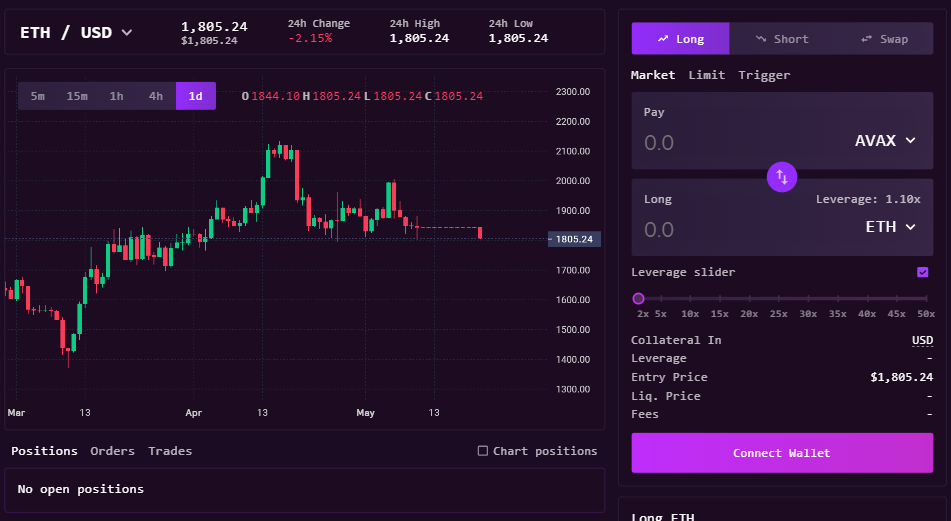 ETH / USD
1,805.24
$1,805.24
24h Change
-2.15%
24h High
1,805.24
24h Low
1,805.24
5m 15m 1h 4h 1d
O1844.10 H1805.24 L1805.24 C1805.24
2300.00
2200.00
2100.00
2000.00
1900.00
1805.24
1700.00
1600.00
1500.00
1400.00
1300.00
Mar 13 Apr 13 May 13
Positions Orders Trades
Chart positions
No open positions
Long Short Swap
Market Limit Trigger
Pay
0.0 AVAX
Long Leverage: 1.10x
0.0 ETH
Leverage slider
2x 5x 10x 15x 20x 25x 30x 35x 40x 45x 50x
Collateral In USD
Leverage -
Entry Price $1,805.24
Liq. Price -
Fees -
Connect Wallet
Long ETH